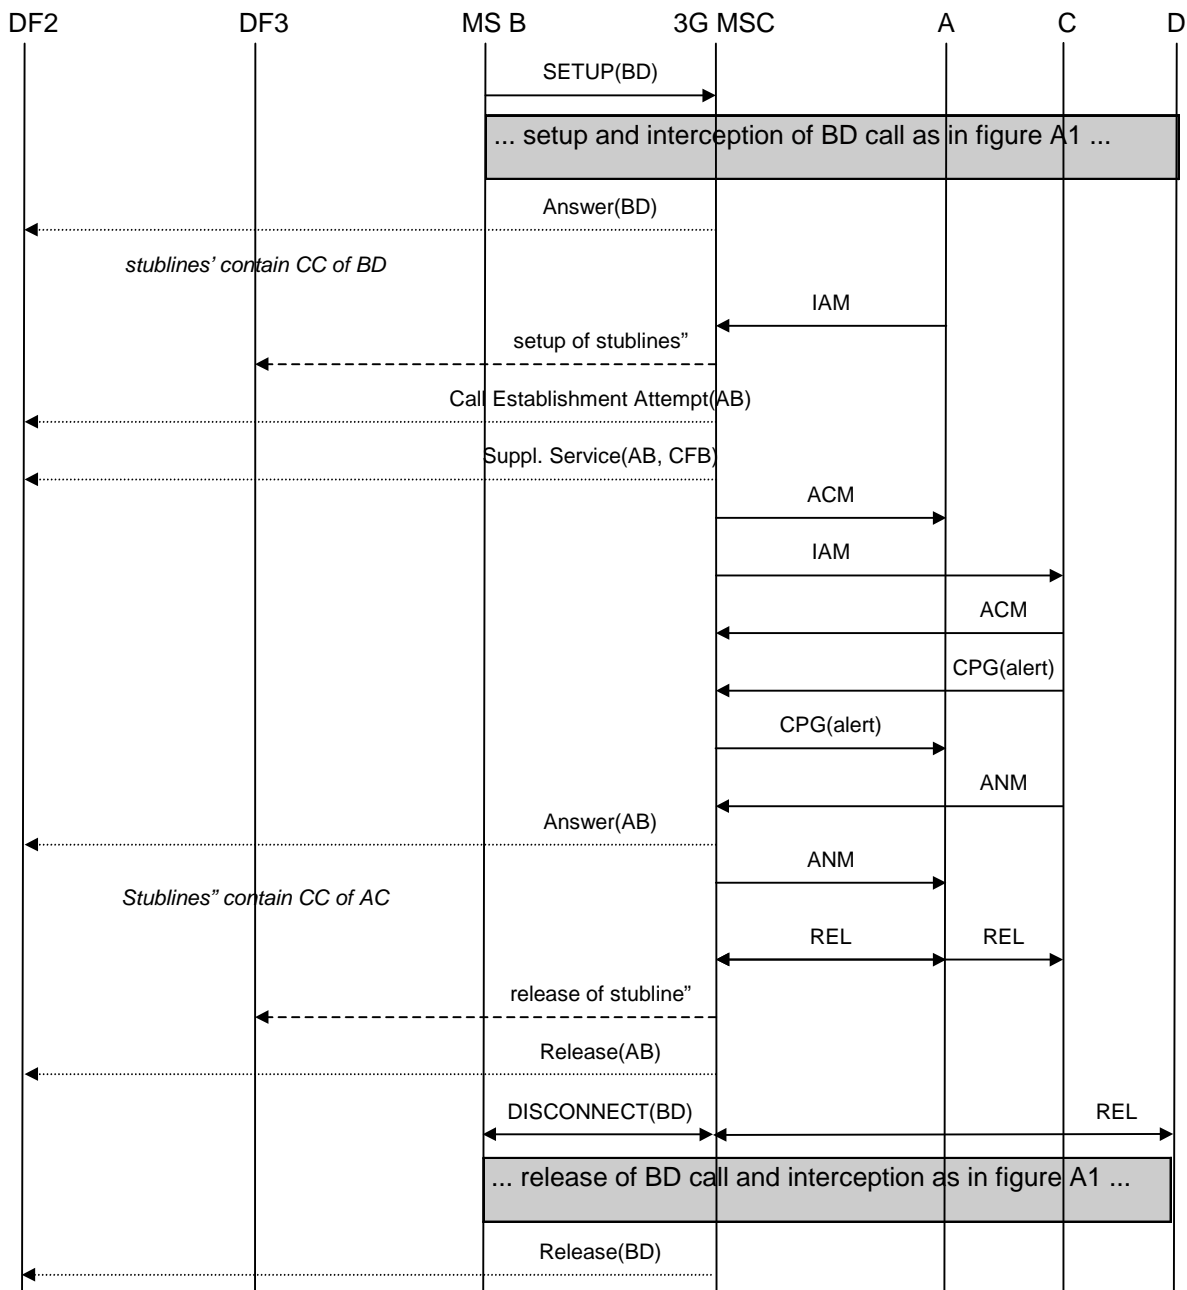 DF2 DF3 MS B 3G MSC A C D
SETUP(BD)
... setup and interception of BD call as in figure A1 ...
Answer(BD)
stublines’ contain CC of BD
IAM
setup of stublines”
Call Establishment Attempt(AB)
Suppl. Service(AB, CFB)
ACM
IAM
ACM
CPG(alert)
CPG(alert)
ANM
Answer(AB)
ANM
Stublines” contain CC of AC
REL REL
release of stubline”
Release(AB)
DISCONNECT(BD) REL
... release of BD call and interception as in figure A1 ...
Release(BD)